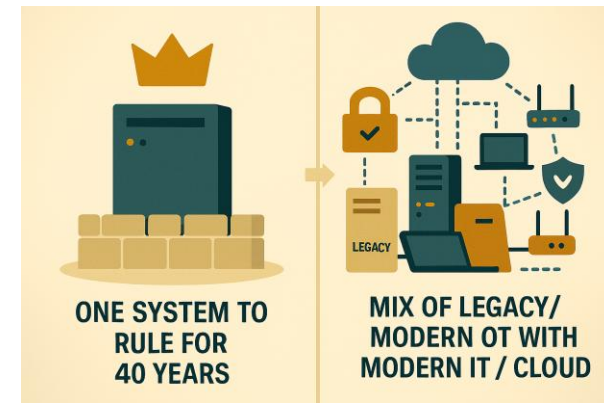 ONE SYSTEM TO
RULE FOR
40 YEARS
LEGACY
MIX OF LEGACY/
MODERN OT WITH
MODERN IT / CLOUD